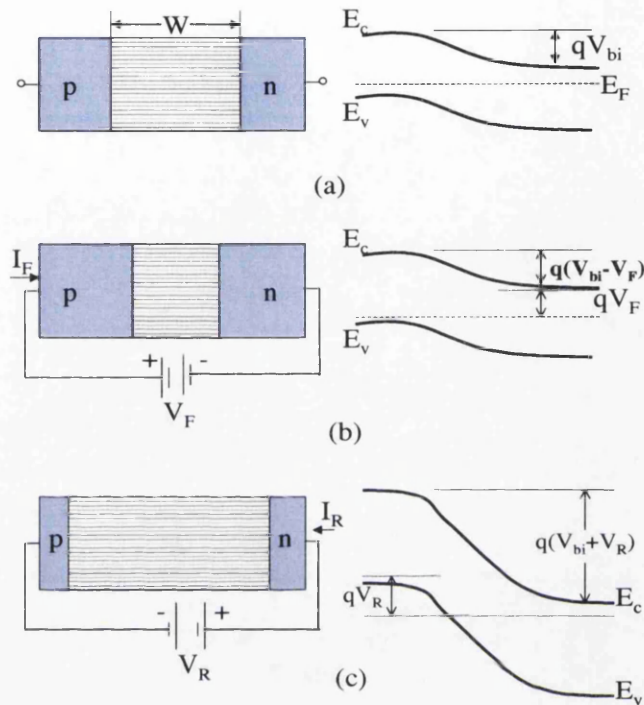 W
p n
E_c
qV_bi
E_F
E_v
(a)
I_F
p n
+ -
V_F
E_c
q(V_bi-V_F)
qV_F
E_v
(b)
p n
I_R
- +
V_R
q(V_bi+V_R)
qV_R
E_c
E_v
(c)